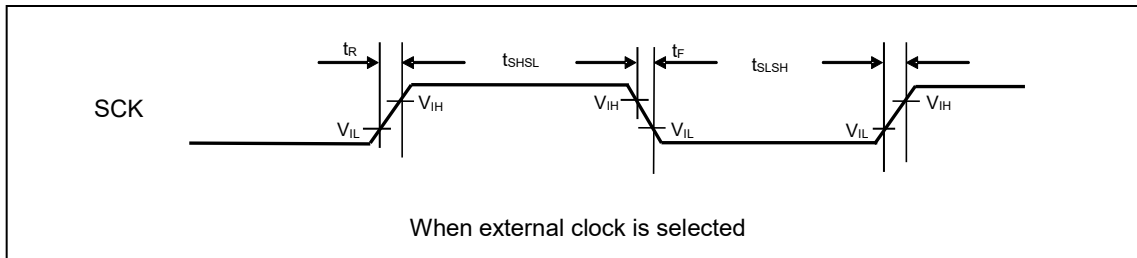 tR tSHSL tF tSLSH
SCK VIH VIH VIH
VIL VIL VIL
When external clock is selected